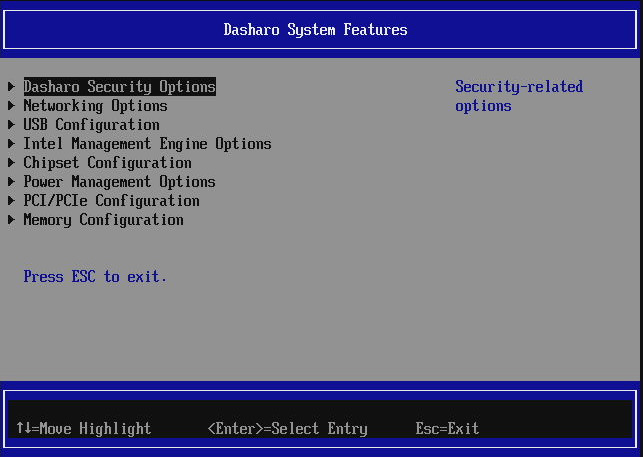 Dasharo System Features
Dasharo Security Options
Networking Options
USB Configuration
Intel Management Engine Options
Chipset Configuration
Power Management Options
PCI/PCIe Configuration
Memory Configuration
Press ESC to exit.
Security-related
options
↑↓=Move Highlight <Enter>=Select Entry Esc=Exit